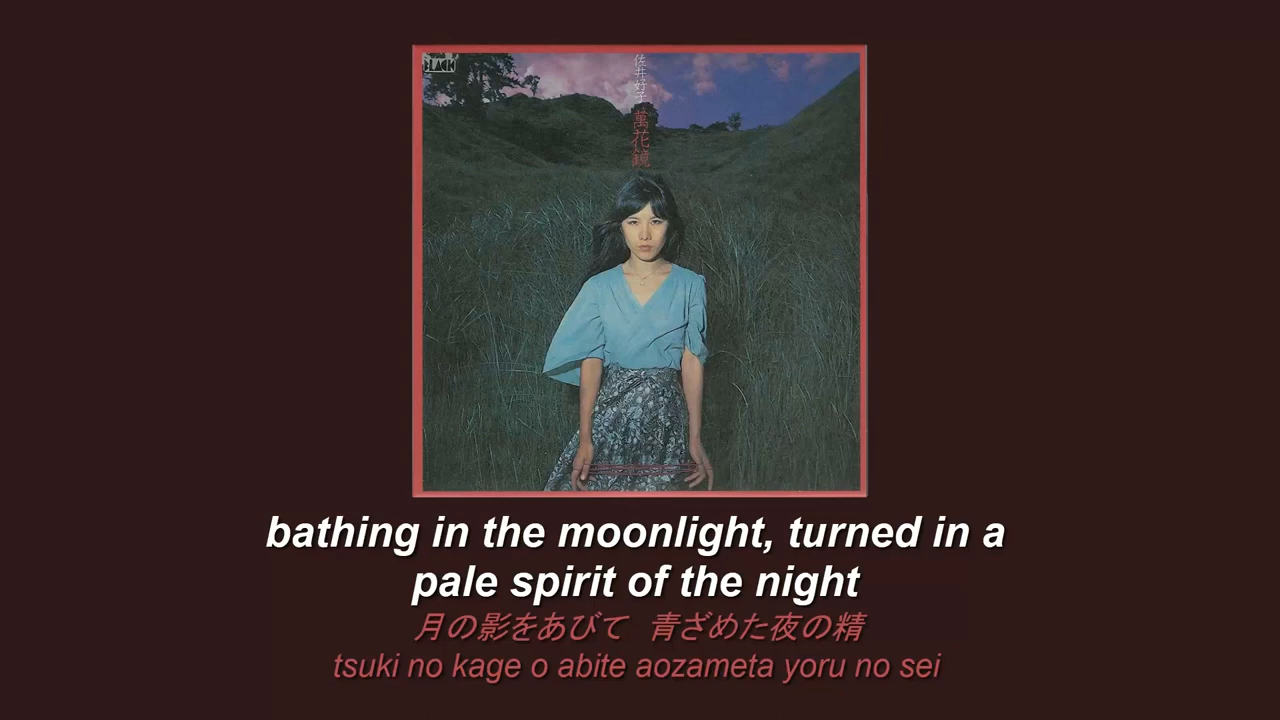 BLACK
佐井好子
萬花鏡
bathing in the moonlight, turned in a
pale spirit of the night
月の影をあびて 青ざめた夜の精
tsuki no kage o abite aozameta yoru no sei